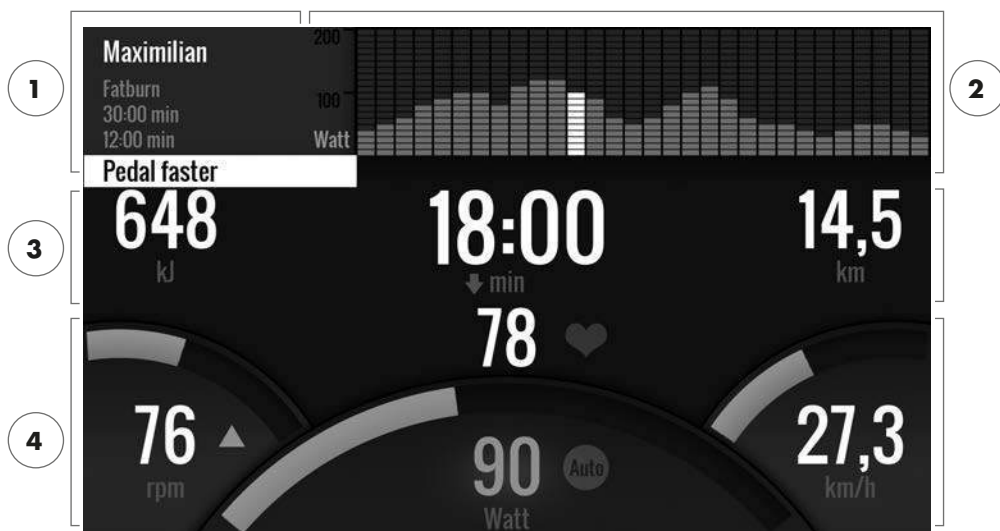 1
2
3
4
Maximilian
Fatburn
30:00 min
12:00 min
Pedal faster
200
100
Watt
648
kJ
18:00
min
14,5
km
78
76
rpm
90
Auto
Watt
27,3
km/h